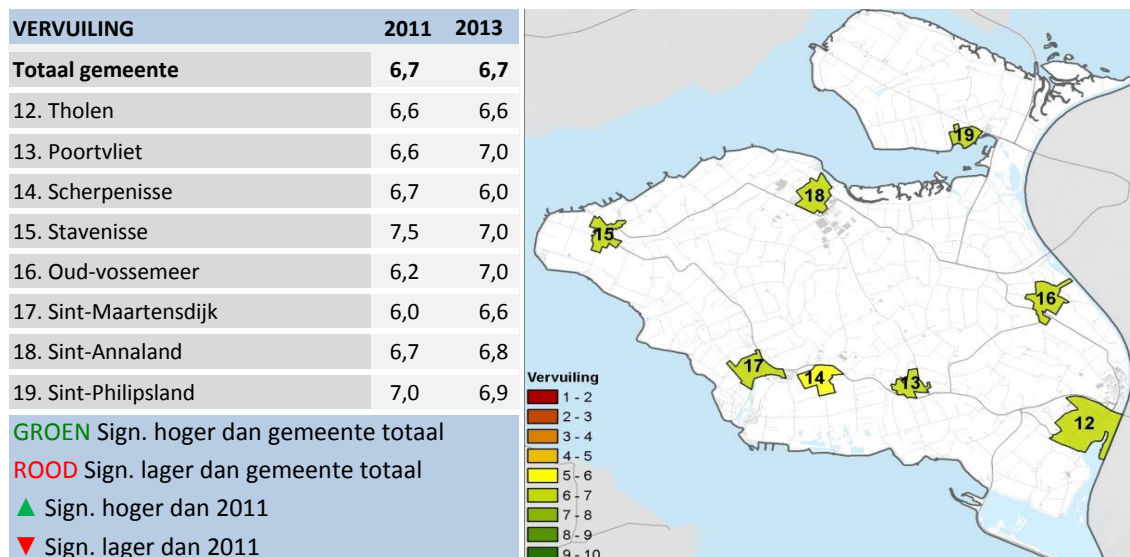 VERVUILING 2011 2013
Totaal gemeente 6,7 6,7
12. Tholen 6,6 6,6
13. Poortvliet 6,6 7,0
14. Scherpenisse 6,7 6,0
15. Stavenisse 7,5 7,0
16. Oud-vossemeer 6,2 7,0
17. Sint-Maartensdijk 6,0 6,6
18. Sint-Annaland 6,7 6,8
19. Sint-Philipsland 7,0 6,9
GROEN Sign. hoger dan gemeente totaal
ROOD Sign. lager dan gemeente totaal
▲ Sign. hoger dan 2011
▼ Sign. lager dan 2011
19
18
15
16
17
14
13
12
Vervuiling
1 - 2
2 - 3
3 - 4
4 - 5
5 - 6
6 - 7
7 - 8
8 - 9
9 - 10